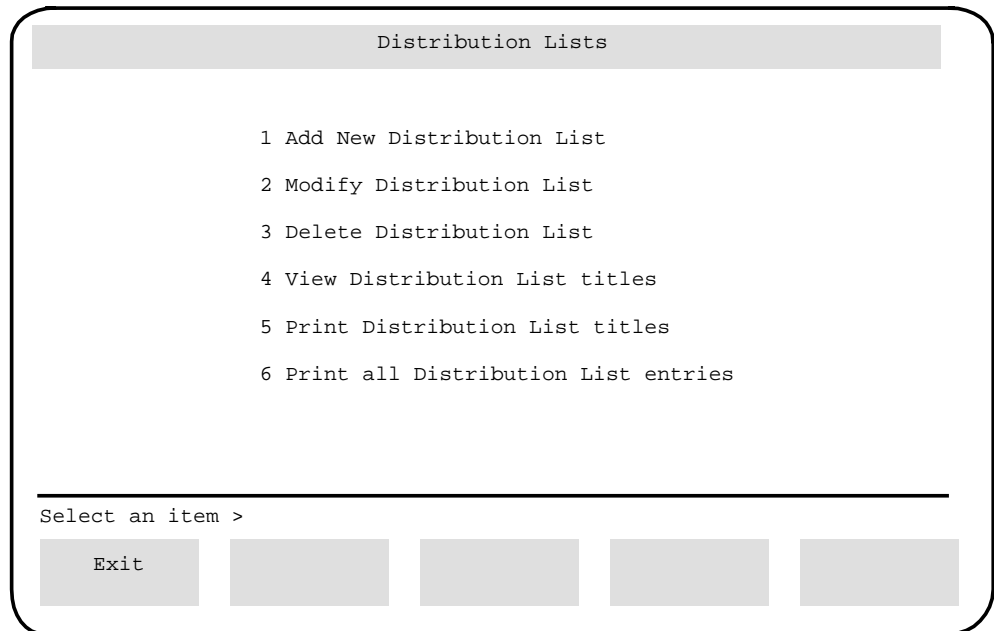 Distribution Lists
1 Add New Distribution List
2 Modify Distribution List
3 Delete Distribution List
4 View Distribution List titles
5 Print Distribution List titles
6 Print all Distribution List entries
Select an item >
Exit